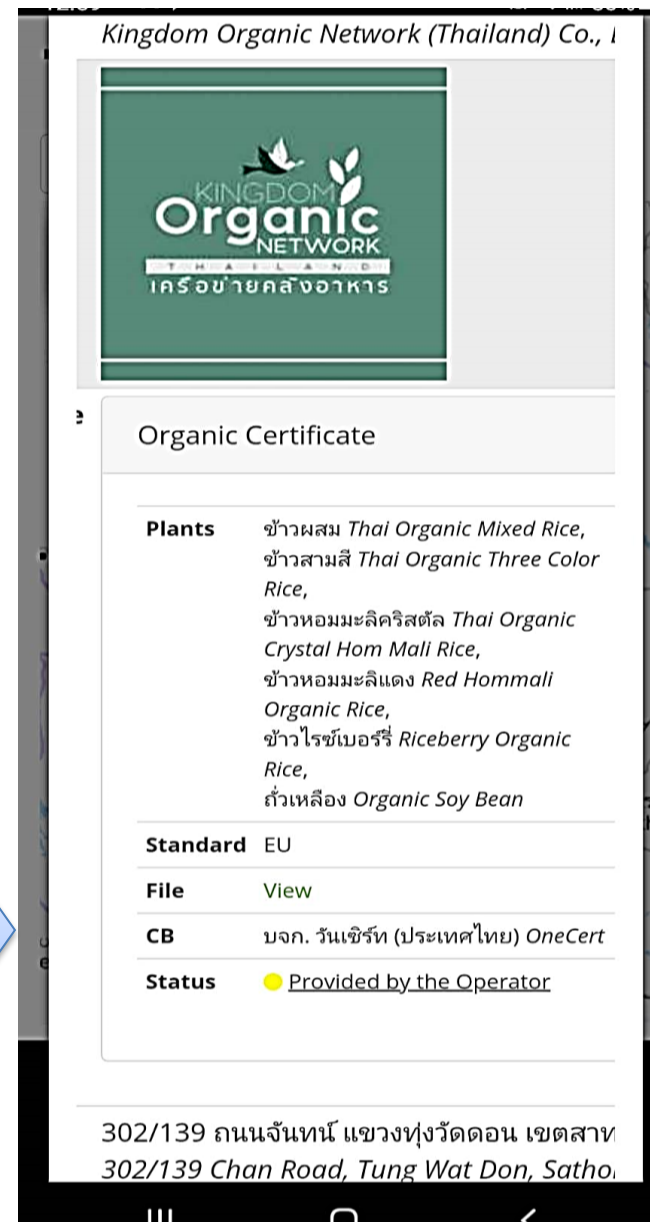 Kingdom Organic Network (Thailand) Co.,
KINGDOM
Organic
NETWORK
THAILAND
เครือข่ายคลังอาหาร
Organic Certificate
Plants ข้าวผสม Thai Organic Mixed Rice,
ข้าวสามสี Thai Organic Three Color
Rice,
ข้าวหอมมะลิคริสตัล Thai Organic
Crystal Hom Mali Rice,
ข้าวหอมมะลิแดง Red Hommali
Organic Rice,
ข้าวไรซ์เบอร์รี่ Riceberry Organic
Rice,
ถั่วเหลือง Organic Soy Bean
Standard EU
File View
CB บจก. วันเซิร์ท (ประเทศไทย) OneCert
Status Provided by the Operator
302/139 ถนนจันทน์ แขวงทุ่งวัดดอน เขตสาท
302/139 Chan Road, Tung Wat Don, Satho